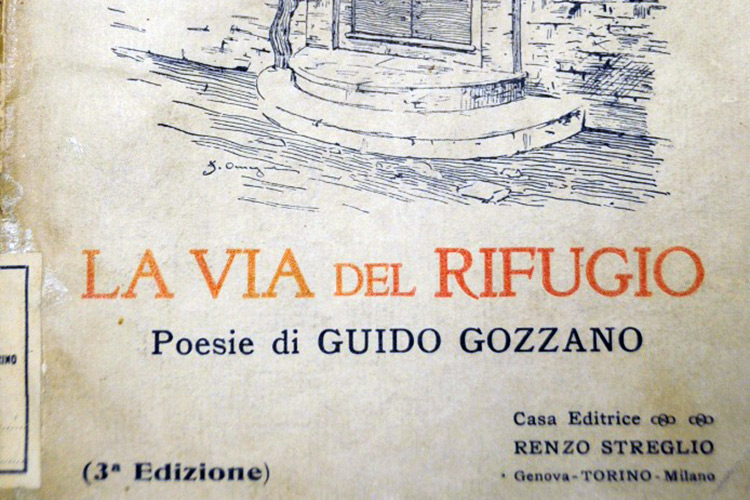 LA VIA DEL RIFUGIO
Poesie di GUIDO GOZZANO
Casa Editrice
RENZO STREGLIO
(3ª Edizione)
Genova - TORINO - Milano